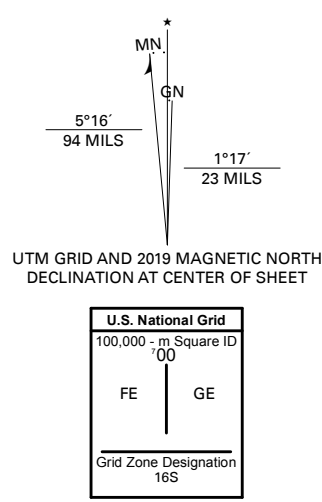 ★
MN
GN
5°16´
94 MILS
1°17´
23 MILS
UTM GRID AND 2019 MAGNETIC NORTH
DECLINATION AT CENTER OF SHEET
U.S. National Grid
100,000 - m Square ID
⁷00
FE GE
Grid Zone Designation
16S